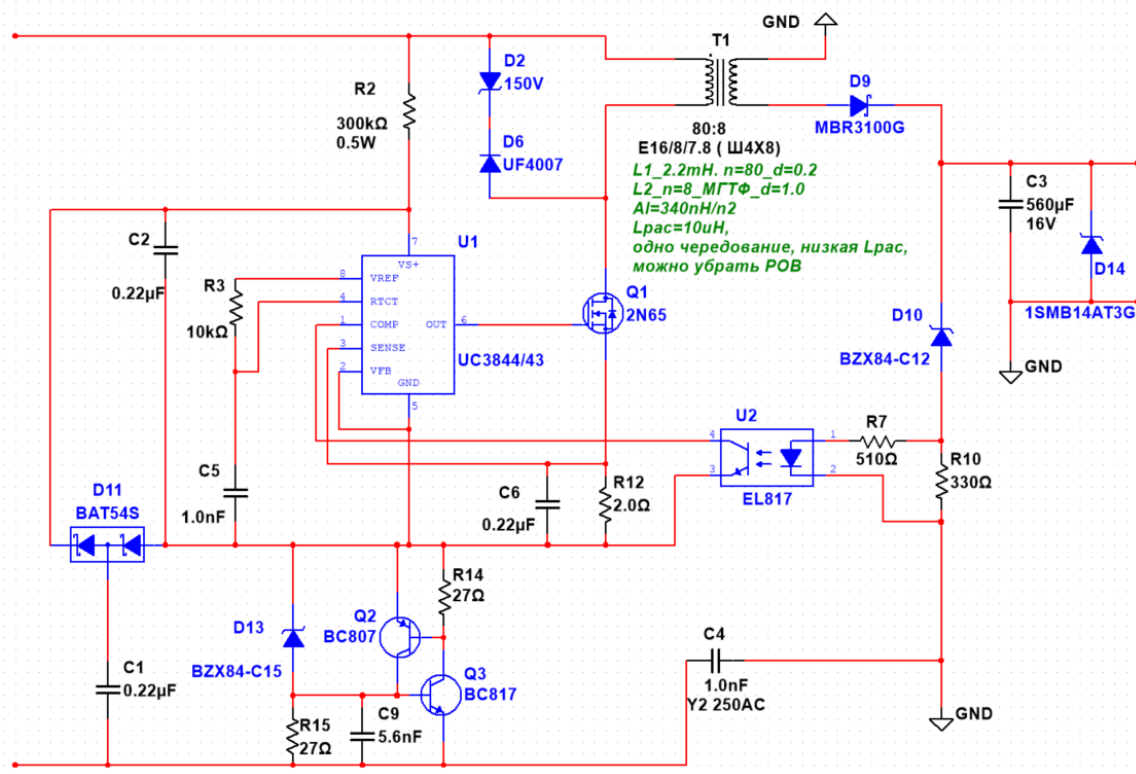 GND
T1
D2
150V
D9
MBR3100G
R2
300kΩ
0.5W
D6
UF4007
80:8
E16/8/7.8 ( Ш4X8)
L1_2.2mH. n=80_d=0.2
L2_n=8_МГТФ_d=1.0
Al=340nH/n2
Lрас=10uH,
одно чередование, низкая Lрас,
можно убрать РОВ
C3
560µF
16V
D14
1SMB14AT3G
GND
C2
0.22µF
U1
7
VS+
8 VREF
4 RTCT
1 COMP OUT 6
3 SENSE
2 VFB
GND
5
UC3844/43
R3
10kΩ
Q1
2N65
D10
BZX84-C12
U2
4 1
3 2
EL817
R7
510Ω
R10
330Ω
C5
1.0nF
C6
0.22µF
R12
2.0Ω
D11
BAT54S
R14
27Ω
Q2
BC807
D13
BZX84-C15
Q3
BC817
C1
0.22µF
R15
27Ω
C9
5.6nF
C4
1.0nF
Y2 250AC
GND